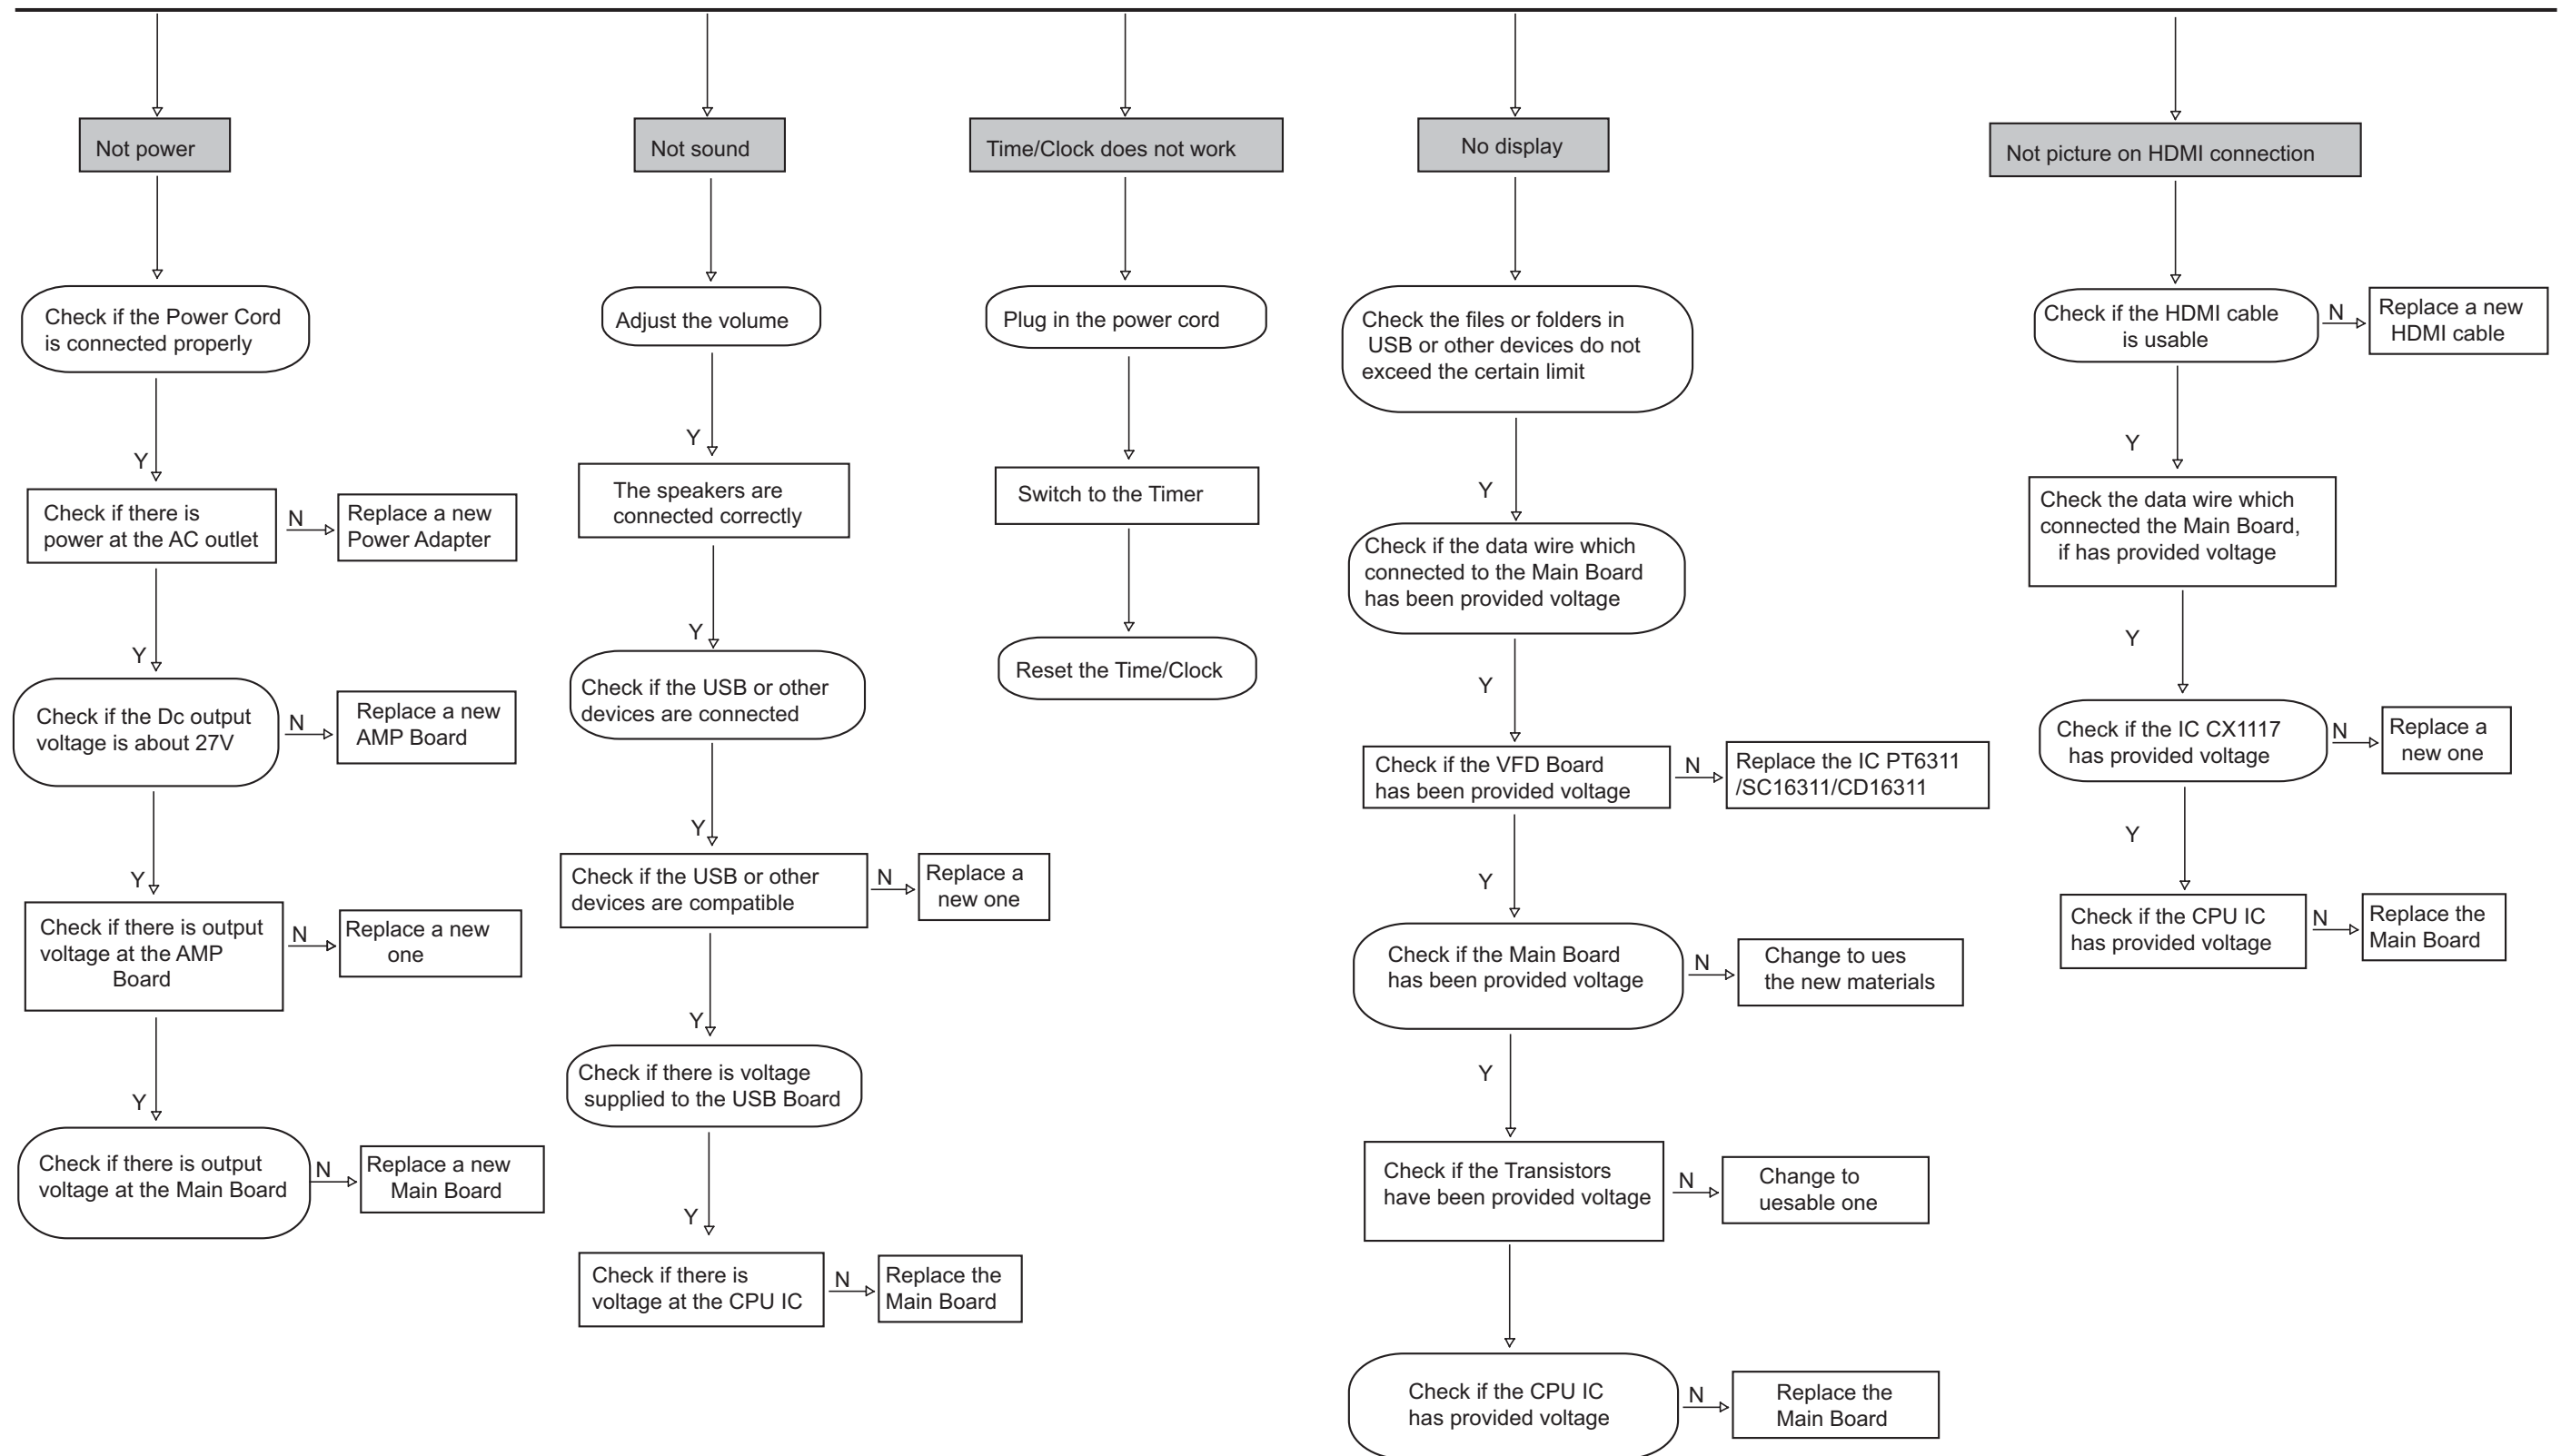 Not power
Check if the Power Cord
is connected properly
Y
Check if there is
power at the AC outlet
N
Replace a new
Power Adapter
Y
Check if the Dc output
voltage is about 27V
N
Replace a new
AMP Board
Y
Check if there is output
voltage at the AMP
Board
N
Replace a new
one
Y
Check if there is output
voltage at the Main Board
N
Replace a new
Main Board
Not sound
Adjust the volume
Y
The speakers are
connected correctly
Y
Check if the USB or other
devices are connected
Y
Check if the USB or other
devices are compatible
N
Replace a
new one
Y
Check if there is voltage
supplied to the USB Board
Y
Check if there is
voltage at the CPU IC
N
Replace the
Main Board
Time/Clock does not work
Plug in the power cord
Switch to the Timer
Reset the Time/Clock
No display
Check the files or folders in
USB or other devices do not
exceed the certain limit
Y
Check if the data wire which
connected to the Main Board
has been provided voltage
Y
Check if the VFD Board
has been provided voltage
N
Replace the IC PT6311
/SC16311/CD16311
Y
Check if the Main Board
has been provided voltage
N
Change to ues
the new materials
Y
Check if the Transistors
have been provided voltage
N
Change to
uesable one
Check if the CPU IC
has provided voltage
N
Replace the
Main Board
Not picture on HDMI connection
Check if the HDMI cable
is usable
N
Replace a new
HDMI cable
Y
Check the data wire which
connected the Main Board,
if has provided voltage
Y
Check if the IC CX1117
has provided voltage
N
Replace a
new one
Y
Check if the CPU IC
has provided voltage
N
Replace the
Main Board